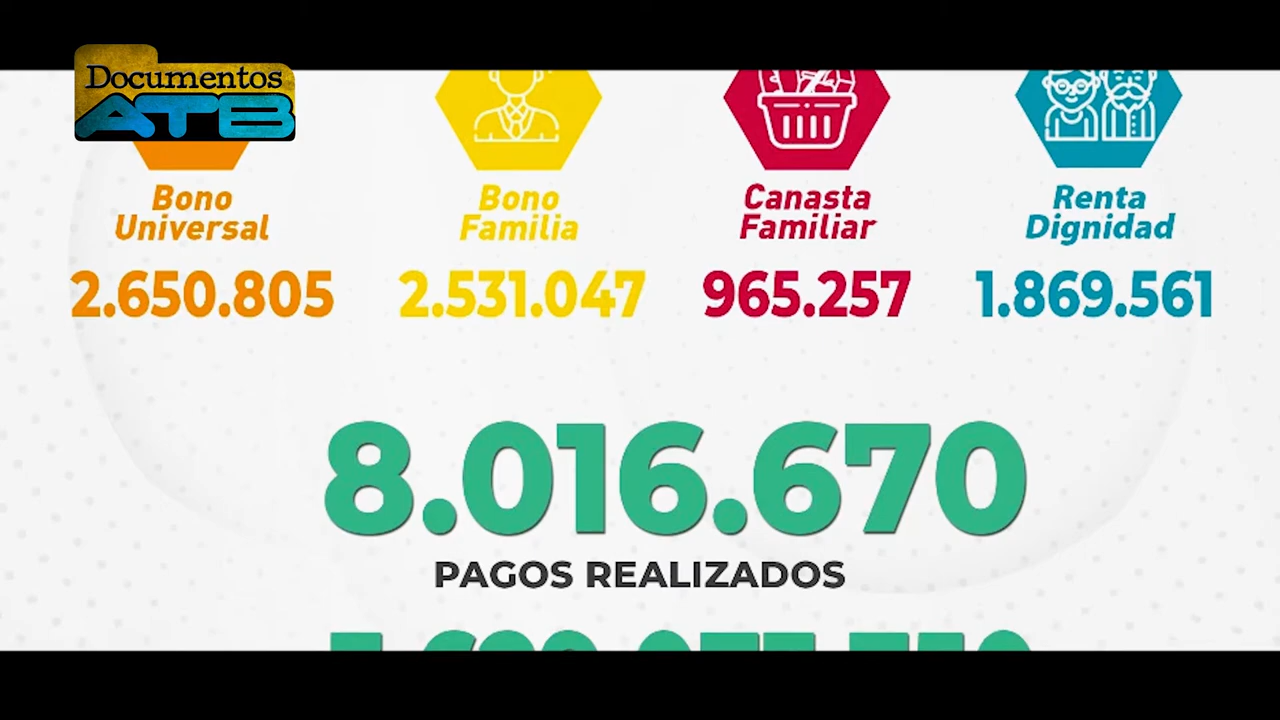 Documentos
ATB
Bono
Universal
2.650.805
Bono
Familia
2.531.047
Canasta
Familiar
965.257
Renta
Dignidad
1.869.561
8.016.670
PAGOS REALIZADOS